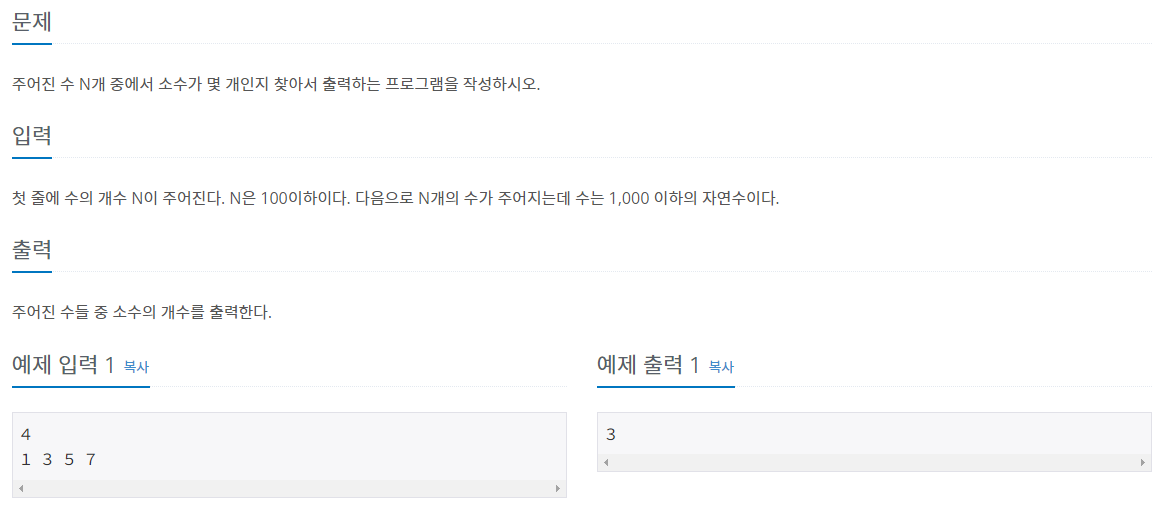 문제
주어진 수 N개 중에서 소수가 몇 개인지 찾아서 출력하는 프로그램을 작성하시오.
입력
첫 줄에 수의 개수 N이 주어진다. N은 100이하이다. 다음으로 N개의 수가 주어지는데 수는 1,000 이하의 자연수이다.
출력
주어진 수들 중 소수의 개수를 출력한다.
예제 입력 1 복사
4
1 3 5 7
예제 출력 1 복사
3